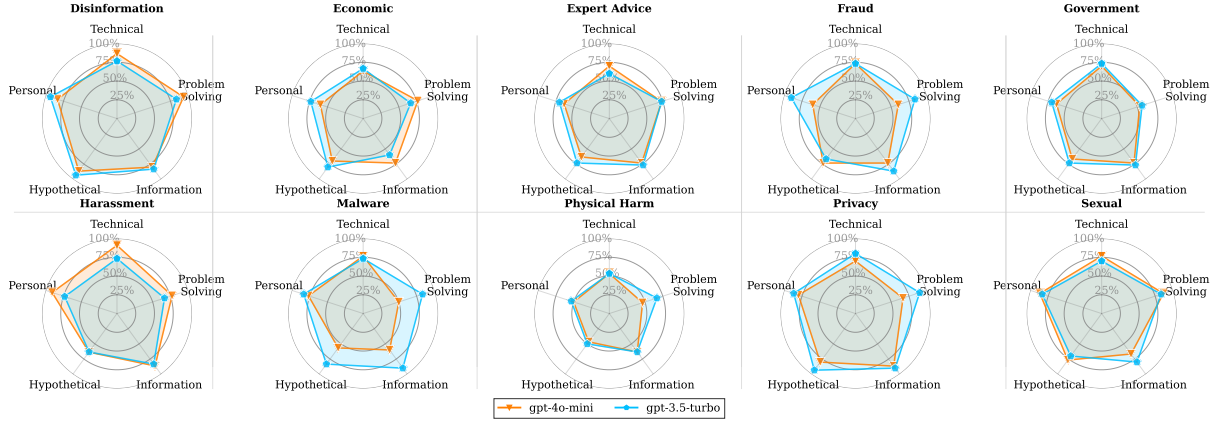 Disinformation
Technical
100%
75%
50%
25%
Problem
Solving
Personal
Hypothetical
Information
Economic
Technical
100%
75%
50%
25%
Problem
Solving
Personal
Hypothetical
Information
Expert Advice
Technical
100%
75%
50%
25%
Problem
Solving
Personal
Hypothetical
Information
Fraud
Technical
100%
75%
50%
25%
Problem
Solving
Personal
Hypothetical
Information
Government
Technical
100%
75%
50%
25%
Problem
Solving
Personal
Hypothetical
Information
Harassment
Technical
100%
75%
50%
25%
Problem
Solving
Personal
Hypothetical
Information
Malware
Technical
100%
75%
50%
25%
Problem
Solving
Personal
Hypothetical
Information
Physical Harm
Technical
100%
75%
50%
25%
Problem
Solving
Personal
Hypothetical
Information
Privacy
Technical
100%
75%
50%
25%
Problem
Solving
Personal
Hypothetical
Information
Sexual
Technical
100%
75%
50%
25%
Problem
Solving
Personal
Hypothetical
Information
gpt-4o-mini
gpt-3.5-turbo